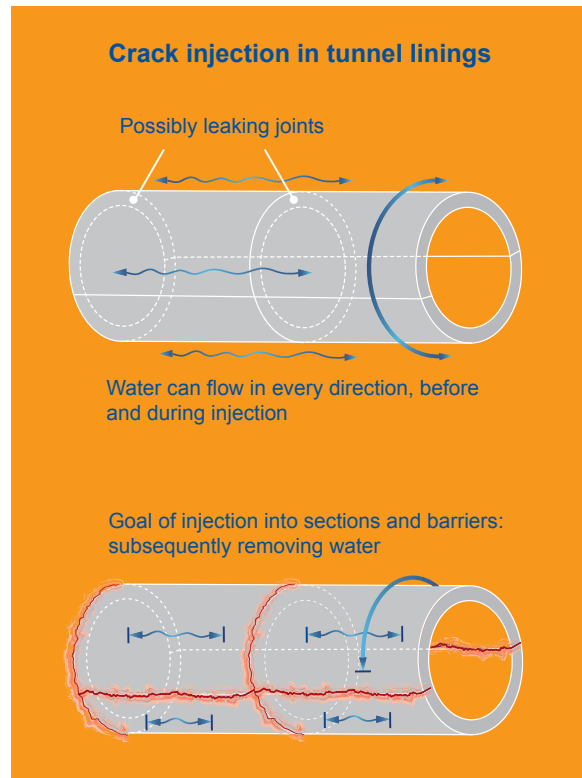 Crack injection in tunnel linings
Possibly leaking joints
Water can flow in every direction, before
and during injection
Goal of injection into sections and barriers:
subsequently removing water